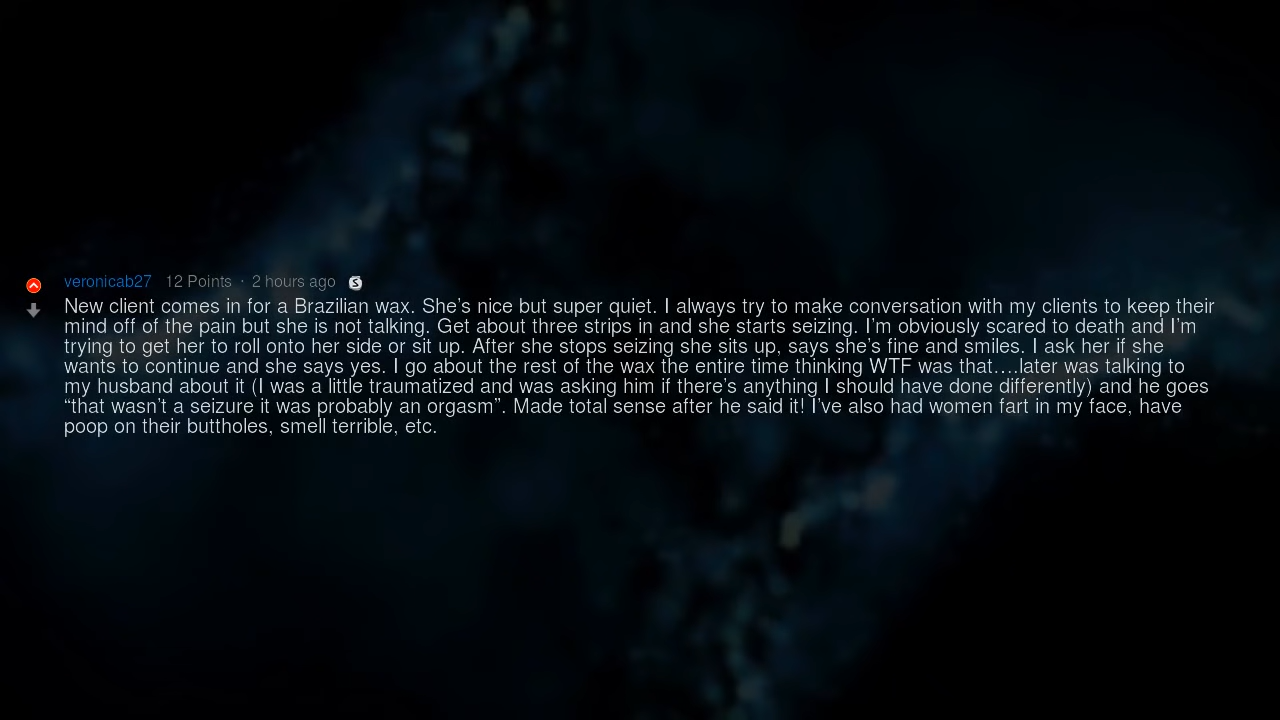 veronicab27 12 Points · 2 hours ago
New client comes in for a Brazilian wax. She's nice but super quiet. I always try to make conversation with my clients to keep their
mind off of the pain but she is not talking. Get about three strips in and she starts seizing. I'm obviously scared to death and I'm
trying to get her to roll onto her side or sit up. After she stops seizing she sits up, says she's fine and smiles. I ask her if she
wants to continue and she says yes. I go about the rest of the wax the entire time thinking WTF was that....later was talking to
my husband about it (I was a little traumatized and was asking him if there's anything I should have done differently) and he goes
“that wasn't a seizure it was probably an orgasm”. Made total sense after he said it! I've also had women fart in my face, have
poop on their buttholes, smell terrible, etc.